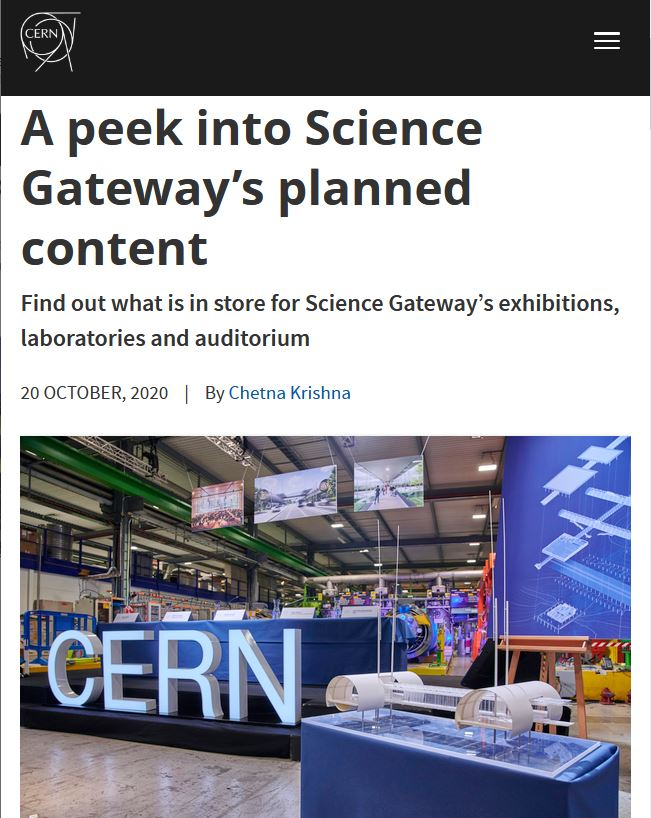 CERN
A peek into Science
Gateway’s planned
content
Find out what is in store for Science Gateway’s exhibitions,
laboratories and auditorium
20 OCTOBER, 2020 | By Chetna Krishna
CERN